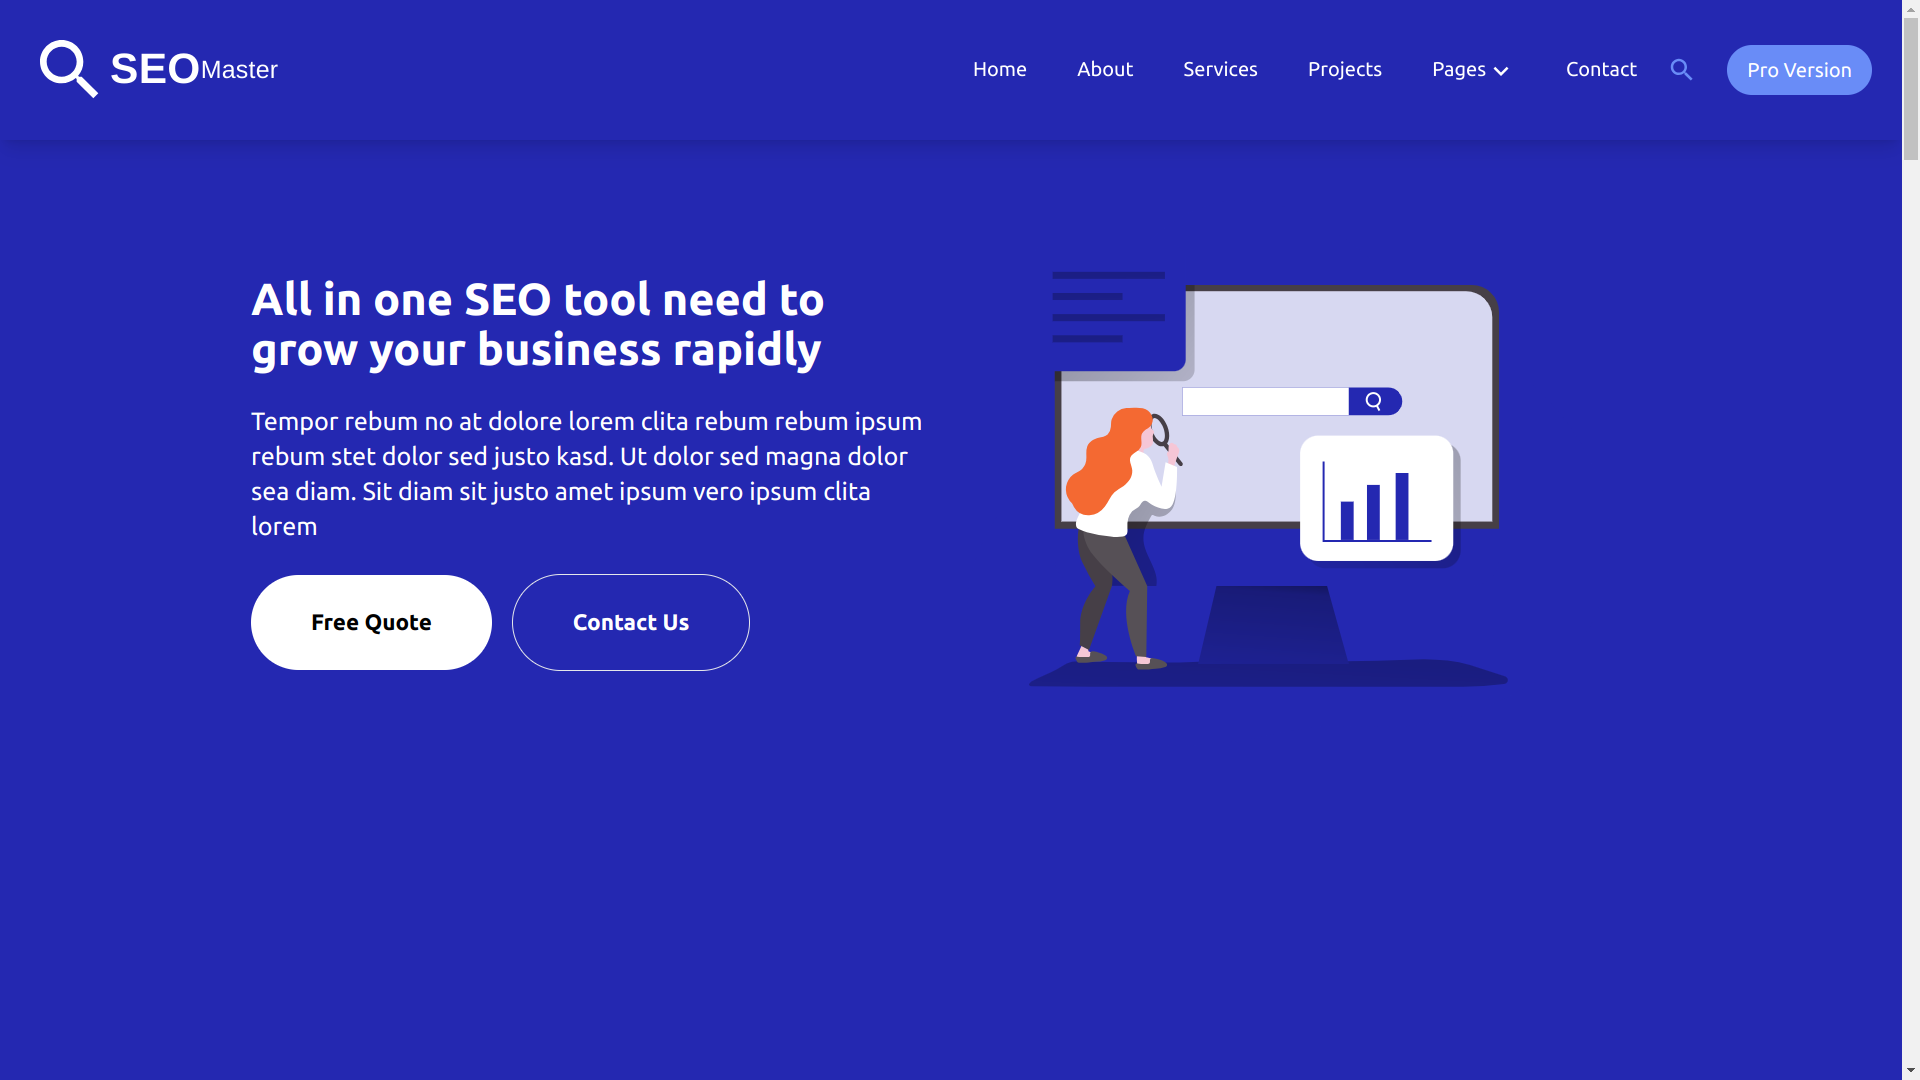 SEOMaster
Home About Services Projects Pages Contact Pro Version
All in one SEO tool need to
grow your business rapidly
Tempor rebum no at dolore lorem clita rebum rebum ipsum
rebum stet dolor sed justo kasd. Ut dolor sed magna dolor
sea diam. Sit diam sit justo amet ipsum vero ipsum clita
lorem
Free Quote Contact Us